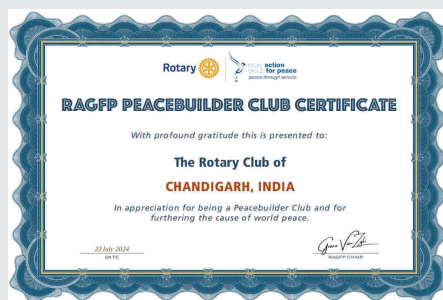 Rotary
rotary action
group for peace
peace through service
RAGFP PEACEBUILDER CLUB CERTIFICATE
With profound gratitude this is presented to:
The Rotary Club of
CHANDIGARH, INDIA
In appreciation for being a Peacebuilder Club and for
furthering the cause of world peace.
22 July 2024
DATE
RAGFP CHAIR